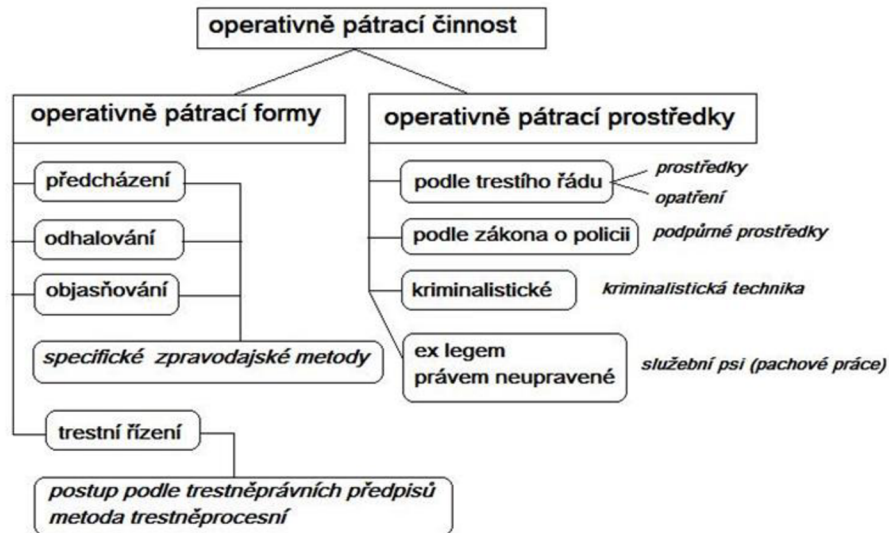 operativně pátrací činnost
operativně pátrací formy
předcházení
odhalování
objasňování
specifické zpravodajské metody
trestní řízení
postup podle trestněprávních předpisů
metoda trestněprocesní
operativně pátrací prostředky
podle trestího řádu
prostředky
opatření
podle zákona o policii
podpůrné prostředky
kriminalistické
kriminalistická technika
ex legem
právem neupravené
služební psi (pachové práce)